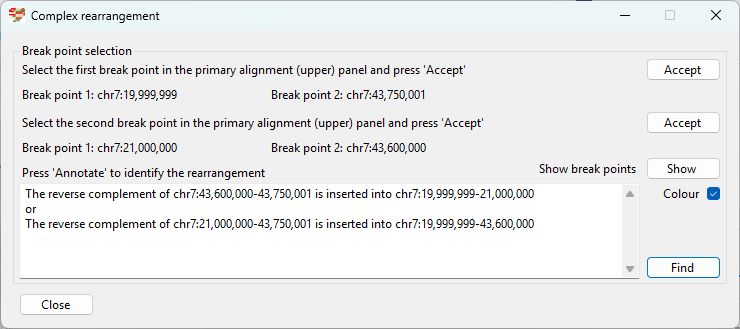 Complex rearrangement
Break point selection
Select the first break point in the primary alignment (upper) panel and press 'Accept'
Accept
Break point 1: chr7:19,999,999
Break point 2: chr7:43,750,001
Select the second break point in the primary alignment (upper) panel and press 'Accept'
Accept
Break point 1: chr7:21,000,000
Break point 2: chr7:43,600,000
Press 'Annotate' to identify the rearrangement
Show break points
Show
The reverse complement of chr7:43,600,000-43,750,001 is inserted into chr7:19,999,999-21,000,000
or
The reverse complement of chr7:21,000,000-43,750,001 is inserted into chr7:19,999,999-43,600,000
Colour
Find
Close